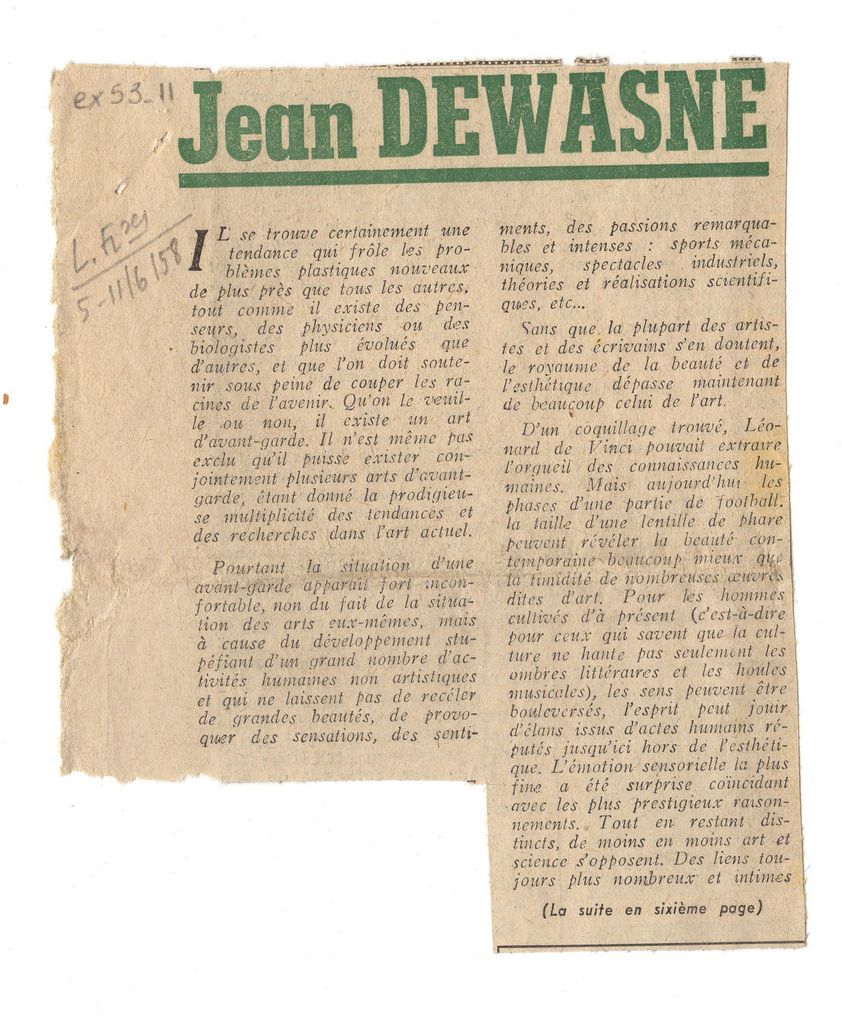 ex 53-11
Jean DEWASNE
L. Fses
5-11/6/58
IL se trouve certainement une
tendance qui frôle les pro-
blèmes plastiques nouveaux
de plus près que tous les autres,
tout comme il existe des pen-
seurs, des physiciens ou des
biologistes plus évolués que
d'autres, et que l'on doit soute-
nir sous peine de couper les ra-
cines de l'avenir. Qu'on le veuil-
le ou non, il existe un art
d'avant-garde. Il n'est même pas
exclu qu'il puisse exister con-
jointement plusieurs arts d'avant-
garde, étant donné la prodigieu-
se multiplicité des tendances et
des recherches dans l'art actuel.
Pourtant la situation d'une
avant-garde apparaît fort incon-
fortable, non du fait de la situa-
tion des arts eux-mêmes, mais
à cause du développement stu-
péfiant d'un grand nombre d'ac-
tivités humaines non artistiques
et qui ne laissent pas de recéler
de grandes beautés, de provo-
quer des sensations, des senti-
ments, des passions remarqua-
bles et intenses : sports méca-
niques, spectacles industriels,
théories et réalisations scientifi-
ques, etc...
Sans que la plupart des artis-
tes et des écrivains s'en doutent,
le royaume de la beauté et de
l'esthétique dépasse maintenant
de beaucoup celui de l'art.
D'un coquillage trouvé, Léo-
nard de Vinci pouvait extraire
l'orgueil des connaissances hu-
maines. Mais aujourd'hui les
phases d'une partie de football,
la taille d'une lentille de phare
peuvent révéler la beauté con-
temporaine beaucoup mieux que
la timidité de nombreuses œuvres
dites d'art. Pour les hommes
cultivés d'à présent (c'est-à-dire
pour ceux qui savent que la cul-
ture ne hante pas seulement les
ombres littéraires et les houles
musicales), les sens peuvent être
bouleversés, l'esprit peut jouir
d'élans issus d'actes humains ré-
putés jusqu'ici hors de l'esthéti-
que. L'émotion sensorielle la plus
fine a été surprise coïncidant
avec les plus prestigieux raison-
nements. Tout en restant dis-
tincts, de moins en moins art et
science s'opposent. Des liens tou-
jours plus nombreux et intimes
(La suite en sixième page)